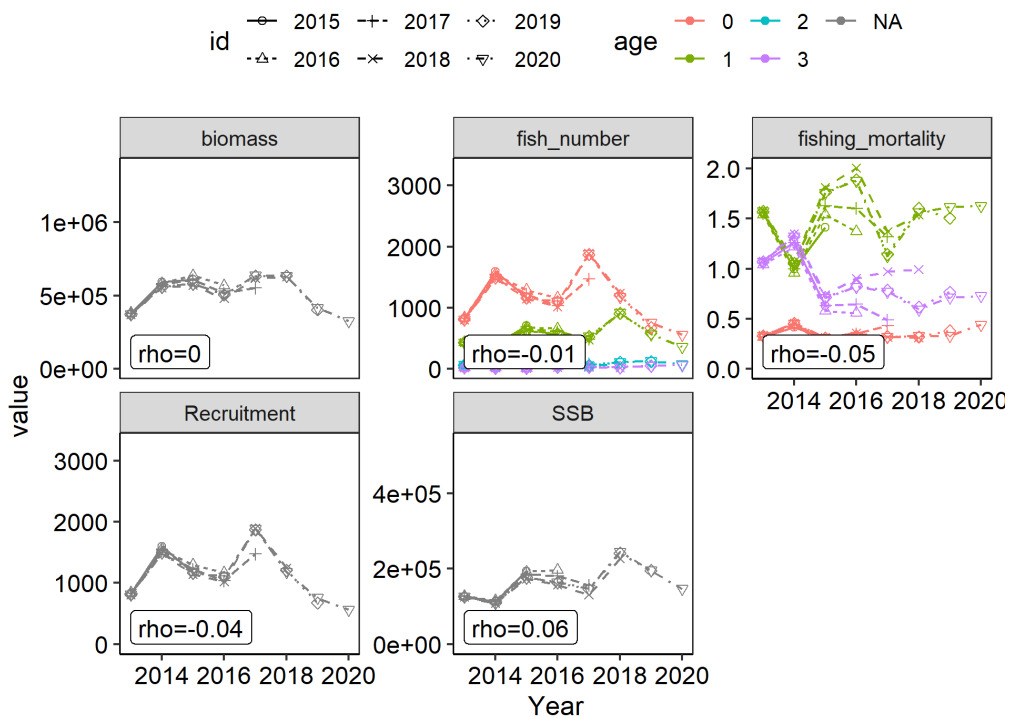 id
2015
2017
2019
2016
2018
2020
age
0
2
NA
1
3
biomass
fish_number
fishing_mortality
value
1e+06
5e+05
0e+00
rho=0
3000
2000
1000
0
rho=-0.01
2.0
1.5
1.0
0.5
0.0
rho=-0.05
2014 2016 2018 2020
Recruitment
SSB
3000
2000
1000
0
rho=-0.04
4e+05
2e+05
0e+00
rho=0.06
2014 2016 2018 2020
2014 2016 2018 2020
Year